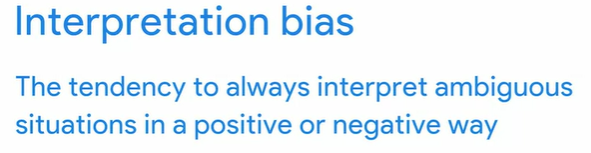 Interpretation bias
The tendency to always interpret ambiguous
situations in a positive or negative way